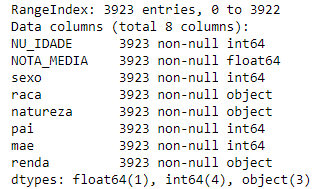 RangeIndex: 3923 entries, 0 to 3922
Data columns (total 8 columns):
NU_IDADE 3923 non-null int64
NOTA_MEDIA 3923 non-null float64
sexo 3923 non-null int64
raca 3923 non-null object
natureza 3923 non-null object
pai 3923 non-null int64
mae 3923 non-null int64
renda 3923 non-null object
dtypes: float64(1), int64(4), object(3)